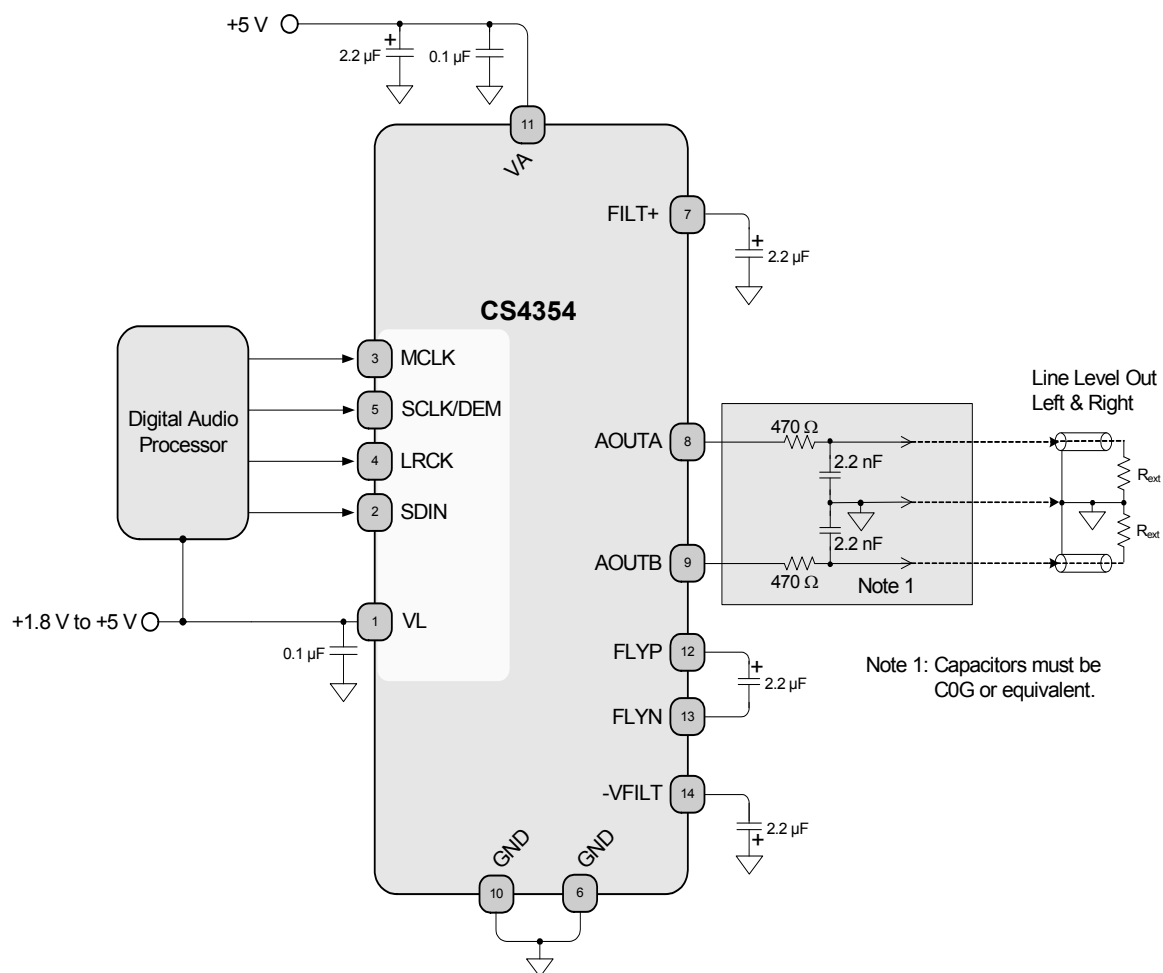 +5 V
+
2.2 µF
0.1 µF
11
VA
FILT+
7
+
2.2 µF
CS4354
Digital Audio
Processor
3
MCLK
5
SCLK/DEM
4
LRCK
2
SDIN
+1.8 V to +5 V
0.1 µF
1
VL
AOUTA
8
470 Ω
2.2 nF
2.2 nF
AOUTB
9
470 Ω
Note 1
Line Level Out
Left & Right
Rext
Rext
FLYP
12
+
2.2 µF
FLYN
13
Note 1: Capacitors must be
C0G or equivalent.
-VFILT
14
2.2 µF
+
GND
10
GND
6